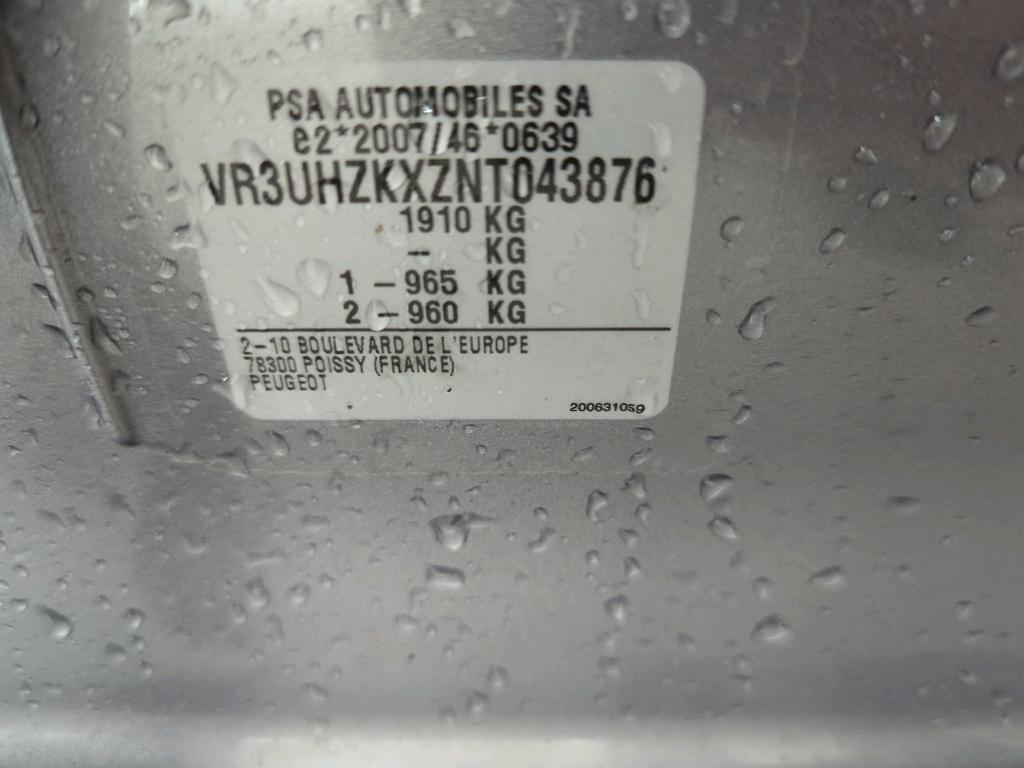 PSA AUTOMOBILES SA
e2*2007/46*0639
VR3UHZKXZNT043876
1910 KG
– KG
1 – 965 KG
2 – 960 KG
2–10 BOULEVARD DE L'EUROPE
78300 POISSY (FRANCE)
PEUGEOT
2006310S9